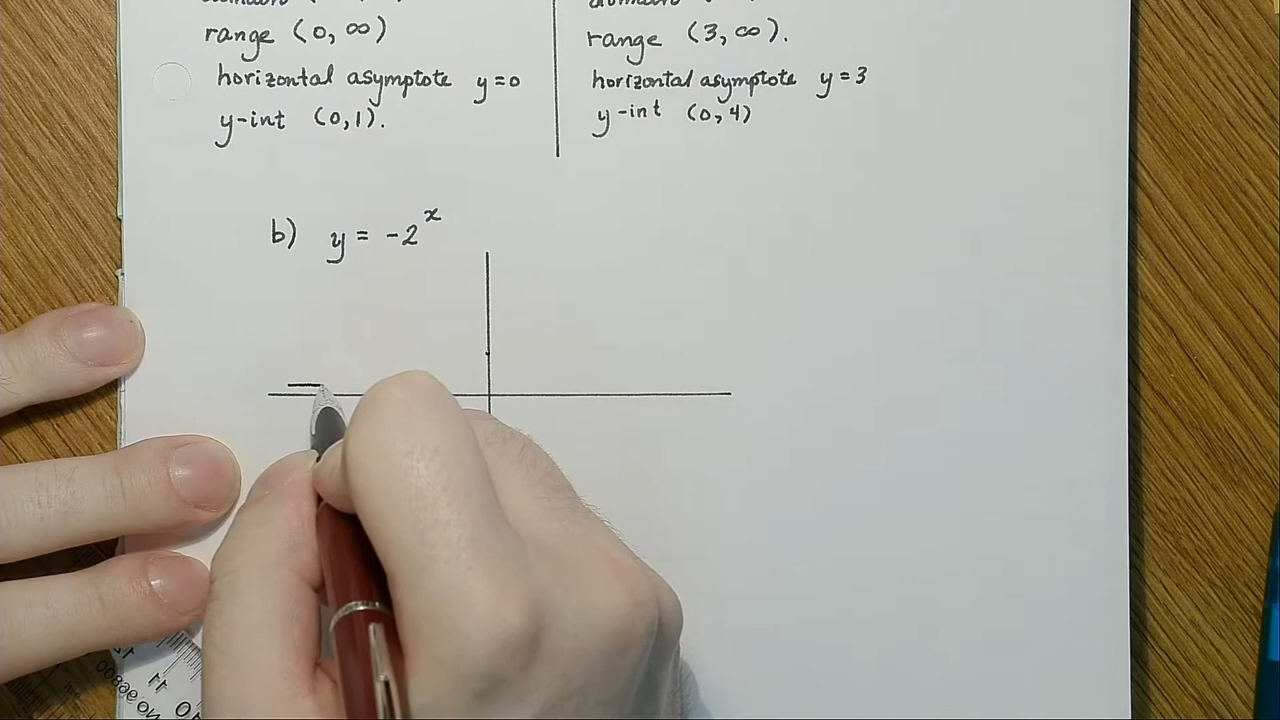 range (0, ∞)
horizontal asymptote y=0
y-int (0,1).
range (3, ∞).
horizontal asymptote y=3
y-int (0,4)
b) y = -2^x